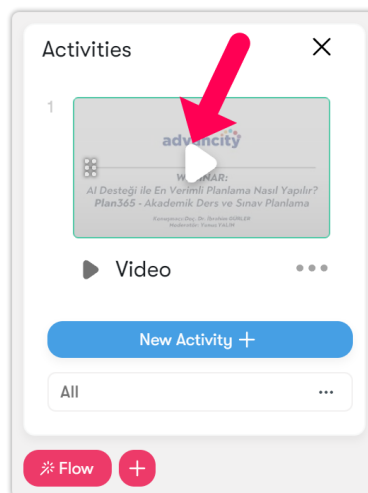 Activities
1
advancity
WEBINAR:
AI Desteği ile En Verimli Planlama Nasıl Yapılır?
Plan365 - Akademik Ders ve Sınav Planlama
Video
New Activity +
All
Flow
+